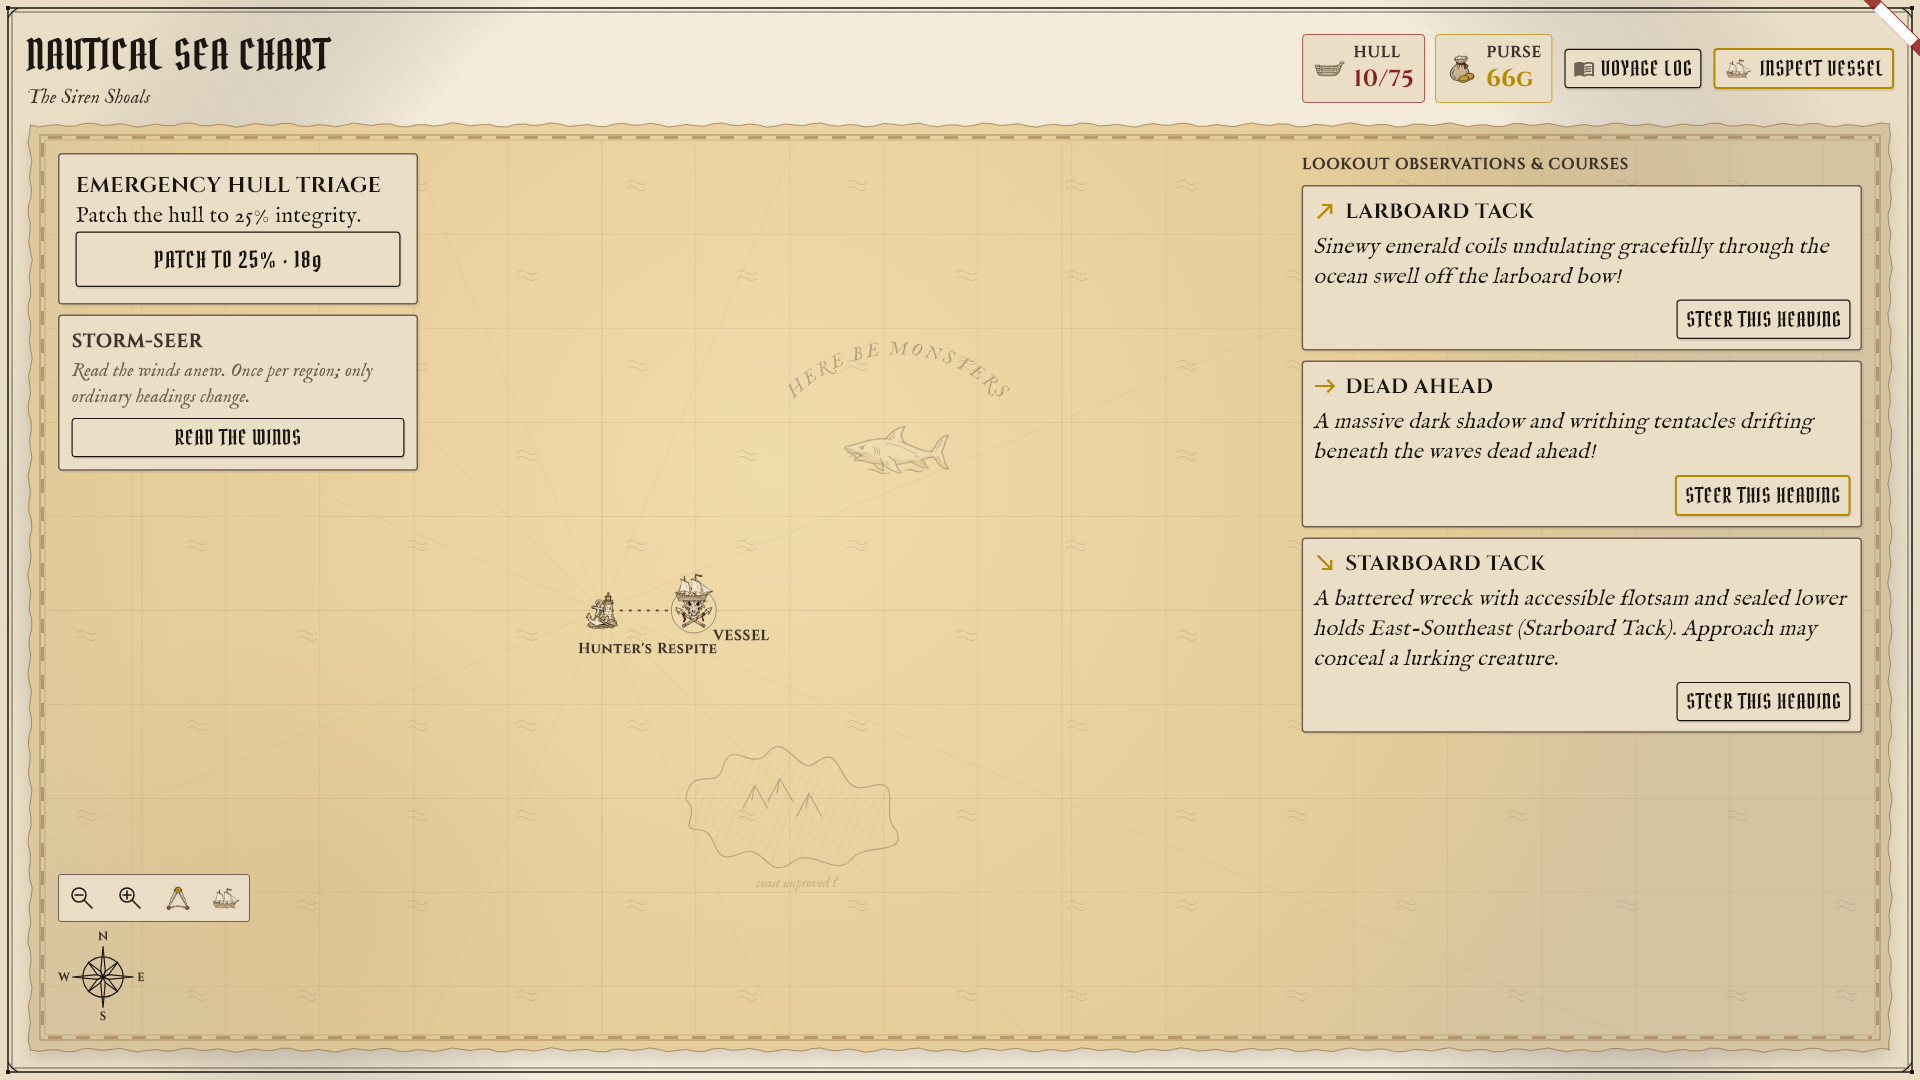 NAUTICAL SEA CHART
The Siren Shoals
HULL
10/75
PURSE
66G
VOYAGE LOG
INSPECT VESSEL
EMERGENCY HULL TRIAGE
Patch the hull to 25% integrity.
PATCH TO 25% · 18g
STORM-SEER
Read the winds anew. Once per region; only
ordinary headings change.
READ THE WINDS
HERE BE MONSTERS
VESSEL
HUNTER'S RESPITE
coast unproved?
N
W
E
S
LOOKOUT OBSERVATIONS & COURSES
LARBOARD TACK
Sinewy emerald coils undulating gracefully through the
ocean swell off the larboard bow!
STEER THIS HEADING
DEAD AHEAD
A massive dark shadow and writhing tentacles drifting
beneath the waves dead ahead!
STEER THIS HEADING
STARBOARD TACK
A battered wreck with accessible flotsam and sealed lower
holds East-Southeast (Starboard Tack). Approach may
conceal a lurking creature.
STEER THIS HEADING